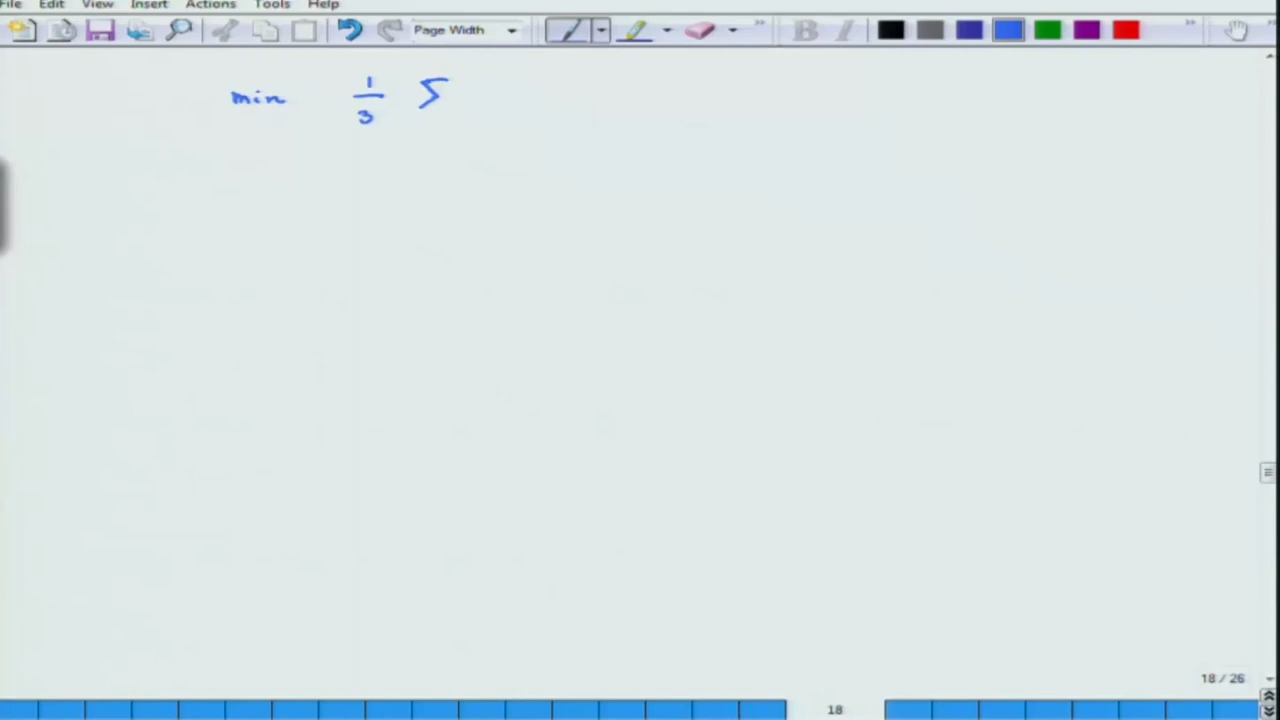 File Edit View Insert Actions Tools Help
Page Width
min 1/3 Σ
18 / 26
18